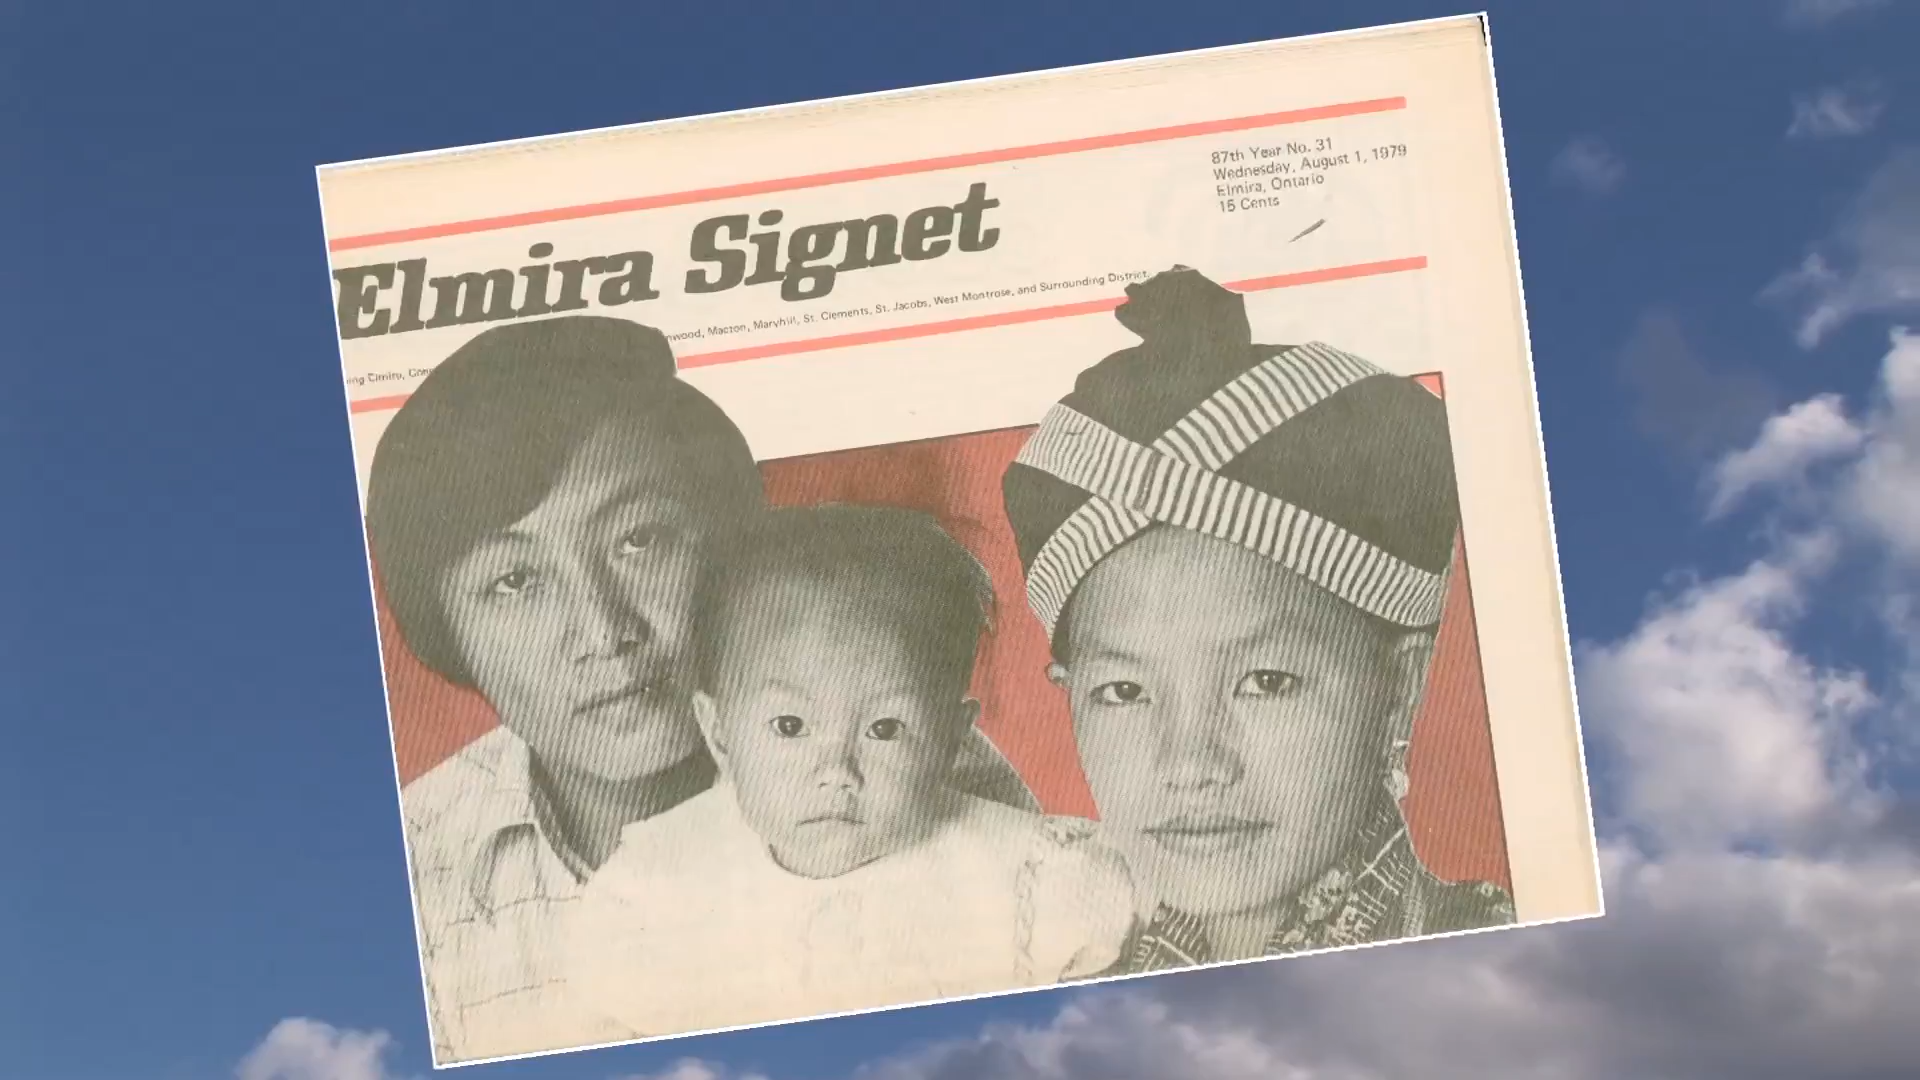 87th Year No. 31
Wednesday, August 1, 1979
Elmira, Ontario
15 Cents
Elmira Signet
Macton, Maryhill, St. Clements, St. Jacobs, West Montrose, and Surrounding District.
Elmira,